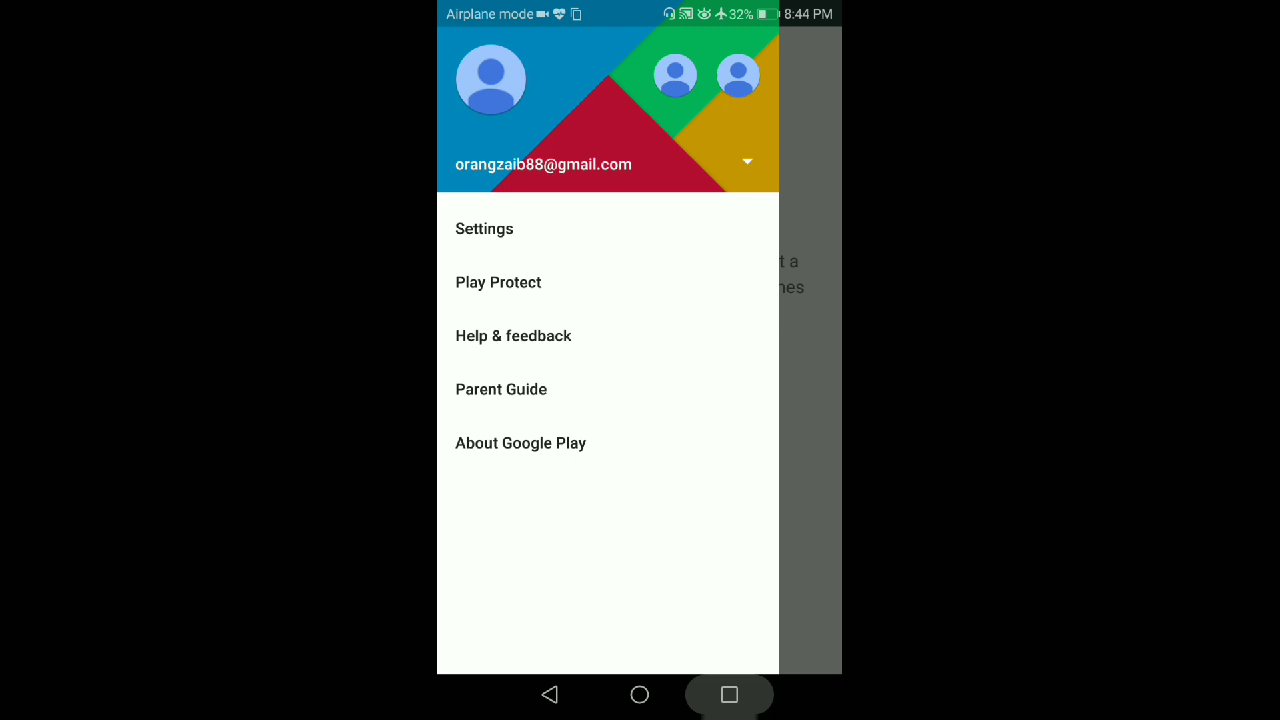 Airplane mode 32% 8:44 PM
orangzaib88@gmail.com
Settings
t a
Play Protect
nes
Help & feedback
Parent Guide
About Google Play